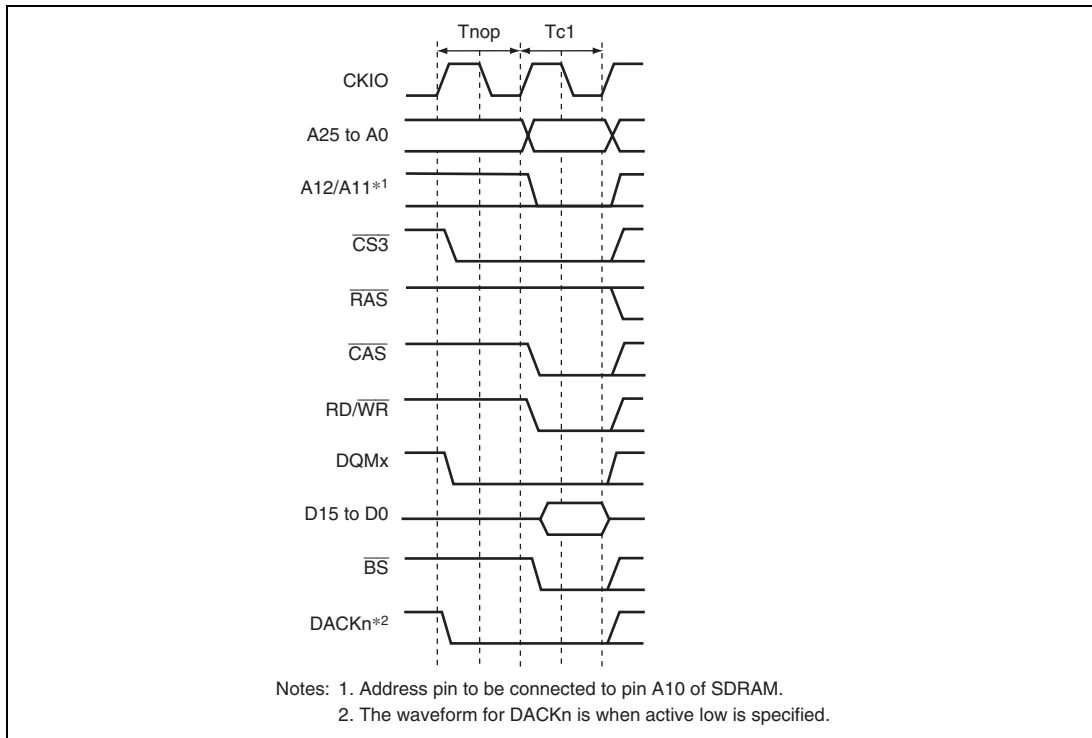 Tnop Tc1
CKIO
A25 to A0
A12/A11*1
CS3
RAS
CAS
RD/WR
DQMx
D15 to D0
BS
DACKn*2
Notes: 1. Address pin to be connected to pin A10 of SDRAM.
2. The waveform for DACKn is when active low is specified.